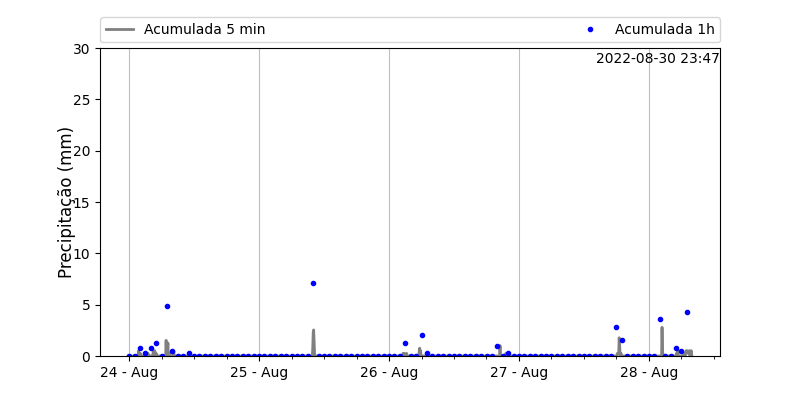 Acumulada 5 min
Acumulada 1h
2022-08-30 23:47
Precipitação (mm)
30
25
20
15
10
5
0
24 - Aug
25 - Aug
26 - Aug
27 - Aug
28 - Aug